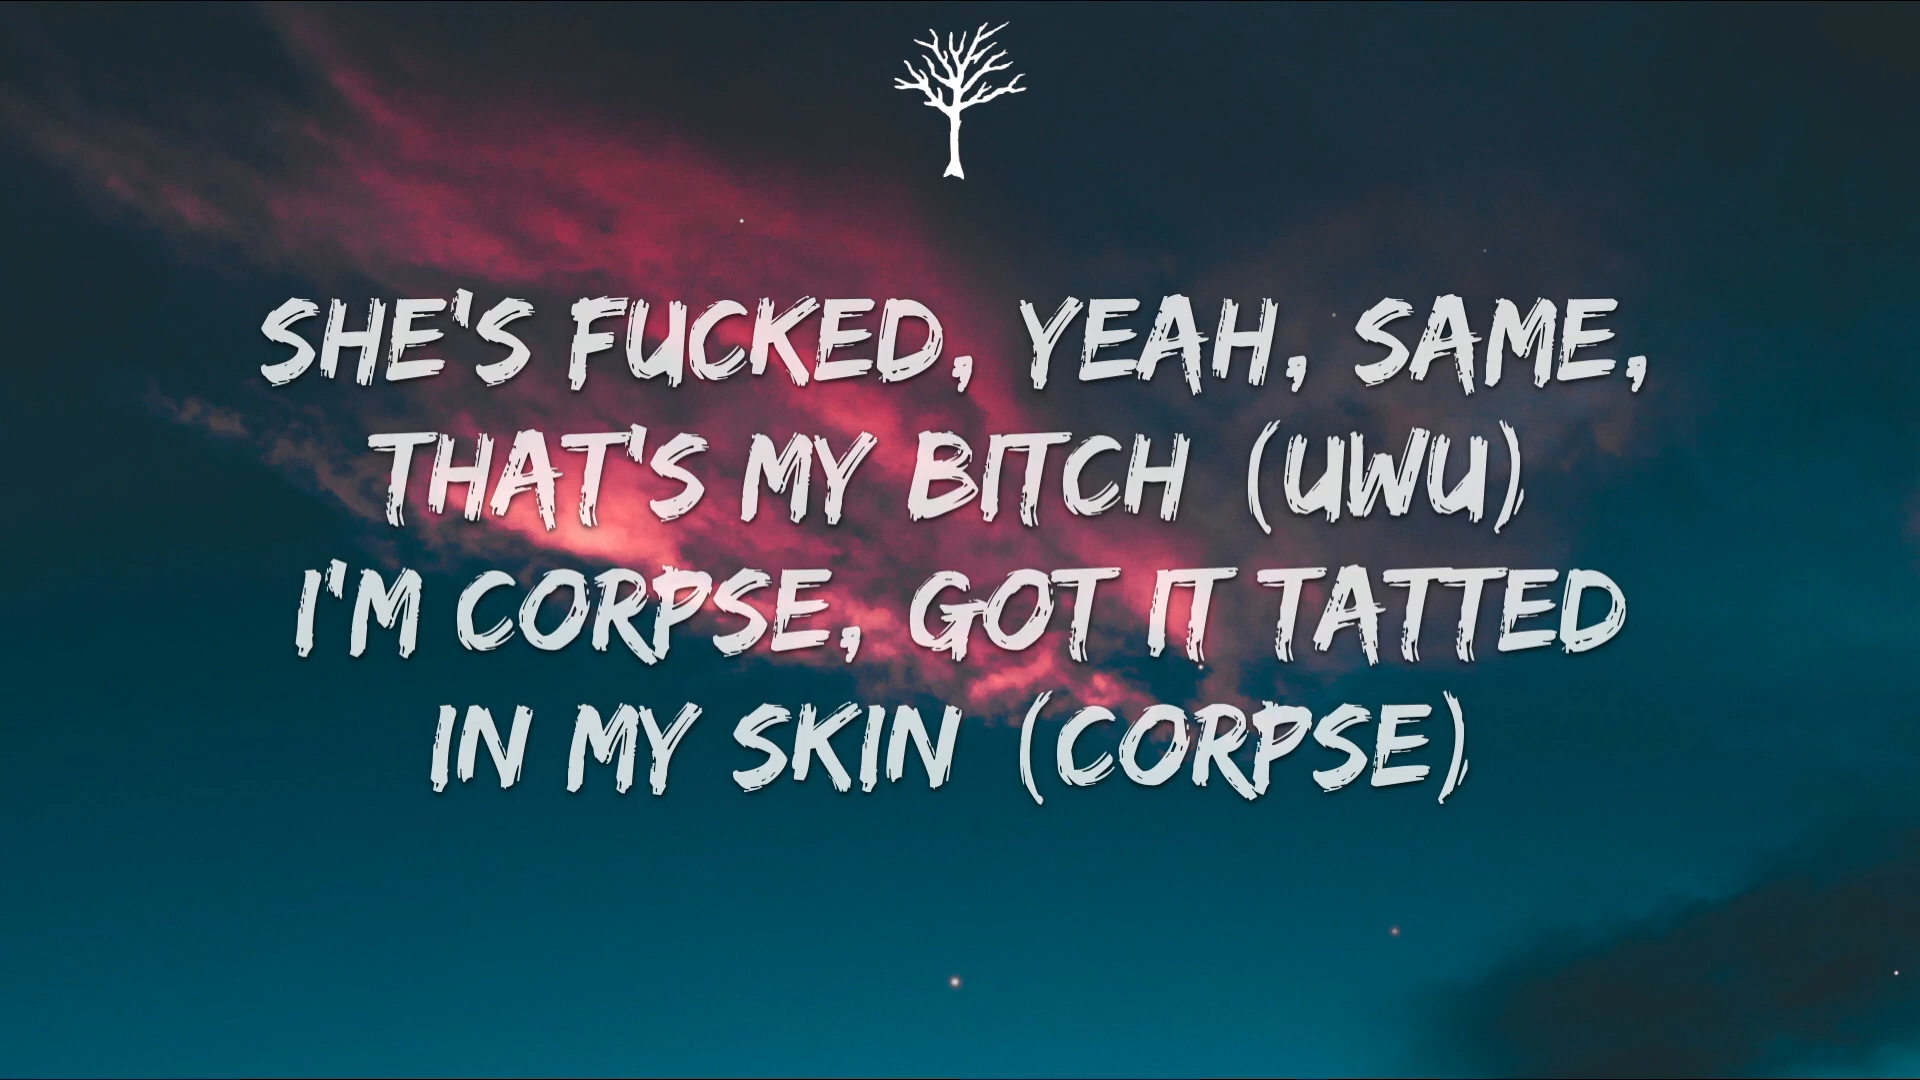 SHE'S FUCKED, YEAH, SAME,
THAT'S MY BITCH (UWU)
I'M CORPSE, GOT IT TATTED
IN MY SKIN (CORPSE)